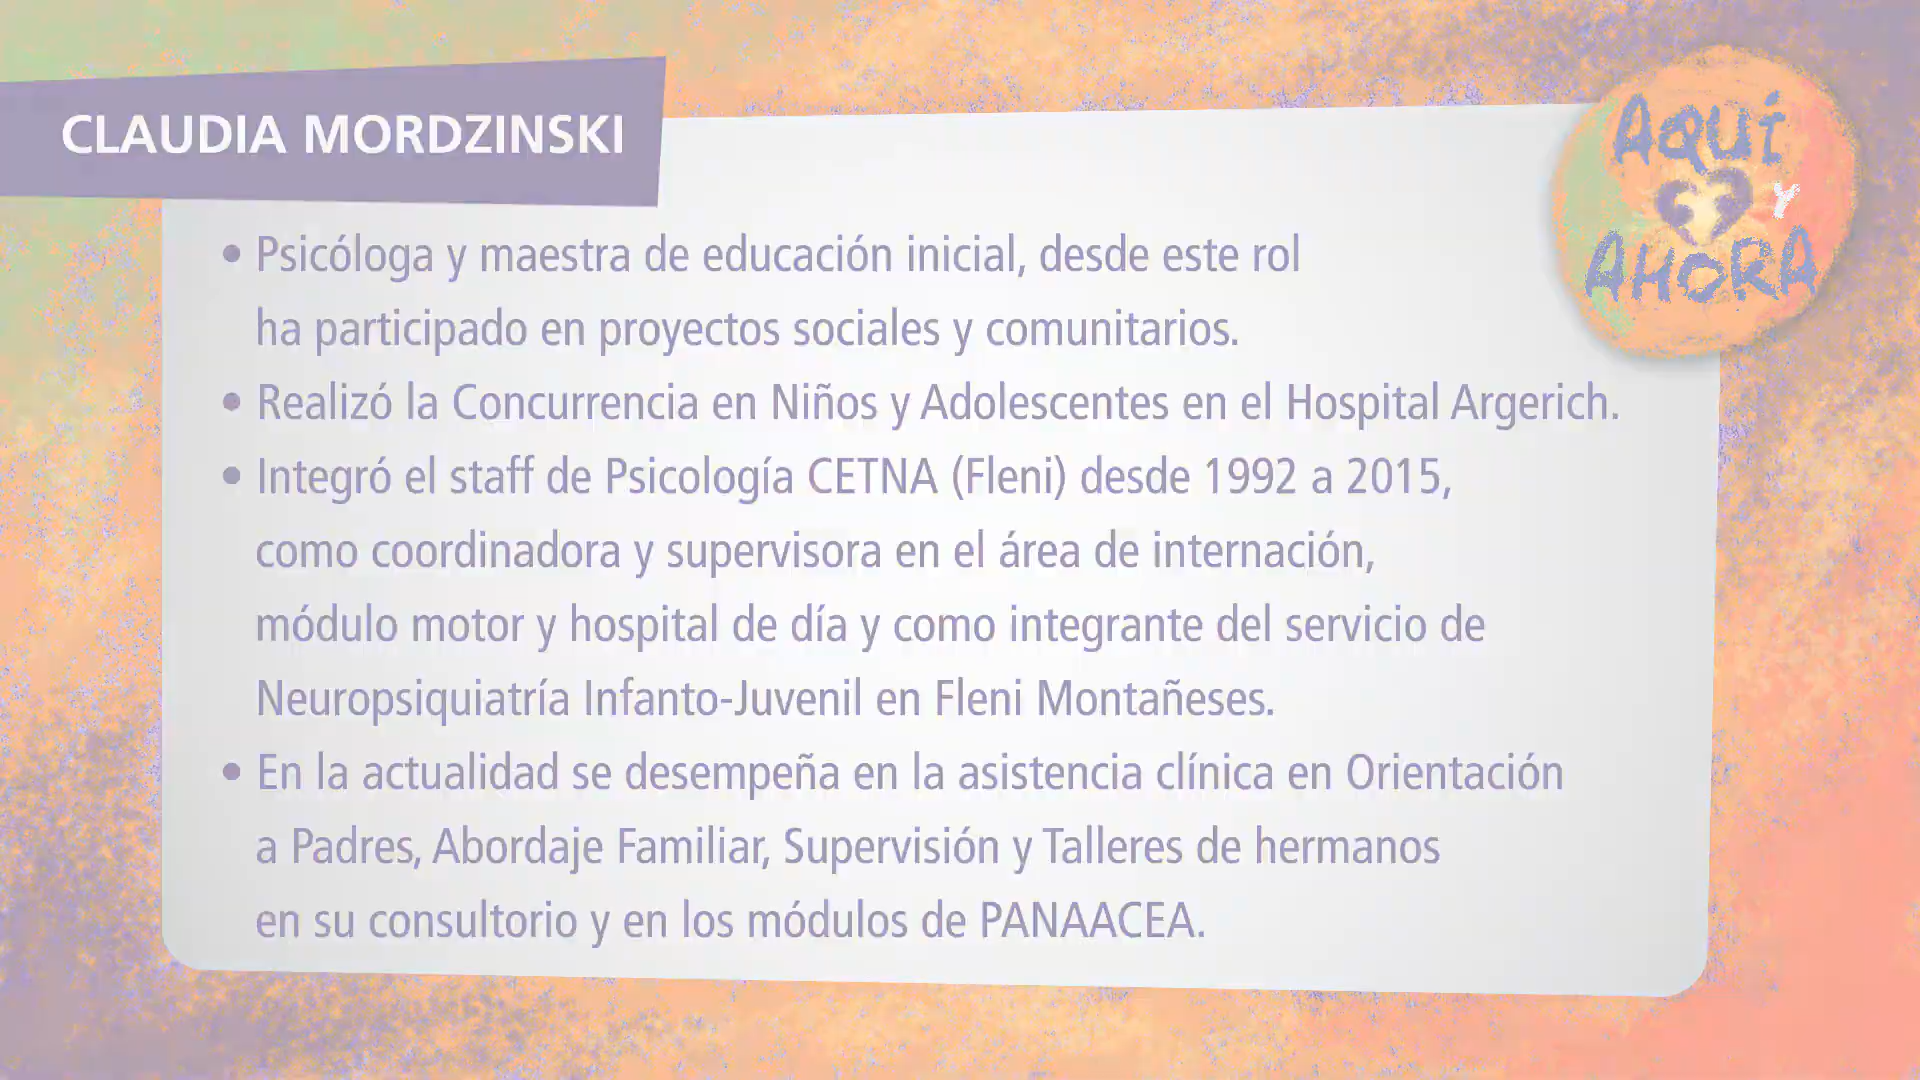 CLAUDIA MORDZINSKI
Aquí
y
AHORA
• Psicóloga y maestra de educación inicial, desde este rol
ha participado en proyectos sociales y comunitarios.
• Realizó la Concurrencia en Niños y Adolescentes en el Hospital Argerich.
• Integró el staff de Psicología CETNA (Fleni) desde 1992 a 2015,
como coordinadora y supervisora en el área de internación,
módulo motor y hospital de día y como integrante del servicio de
Neuropsiquiatría Infanto-Juvenil en Fleni Montañeses.
• En la actualidad se desempeña en la asistencia clínica en Orientación
a Padres, Abordaje Familiar, Supervisión y Talleres de hermanos
en su consultorio y en los módulos de PANAACEA.